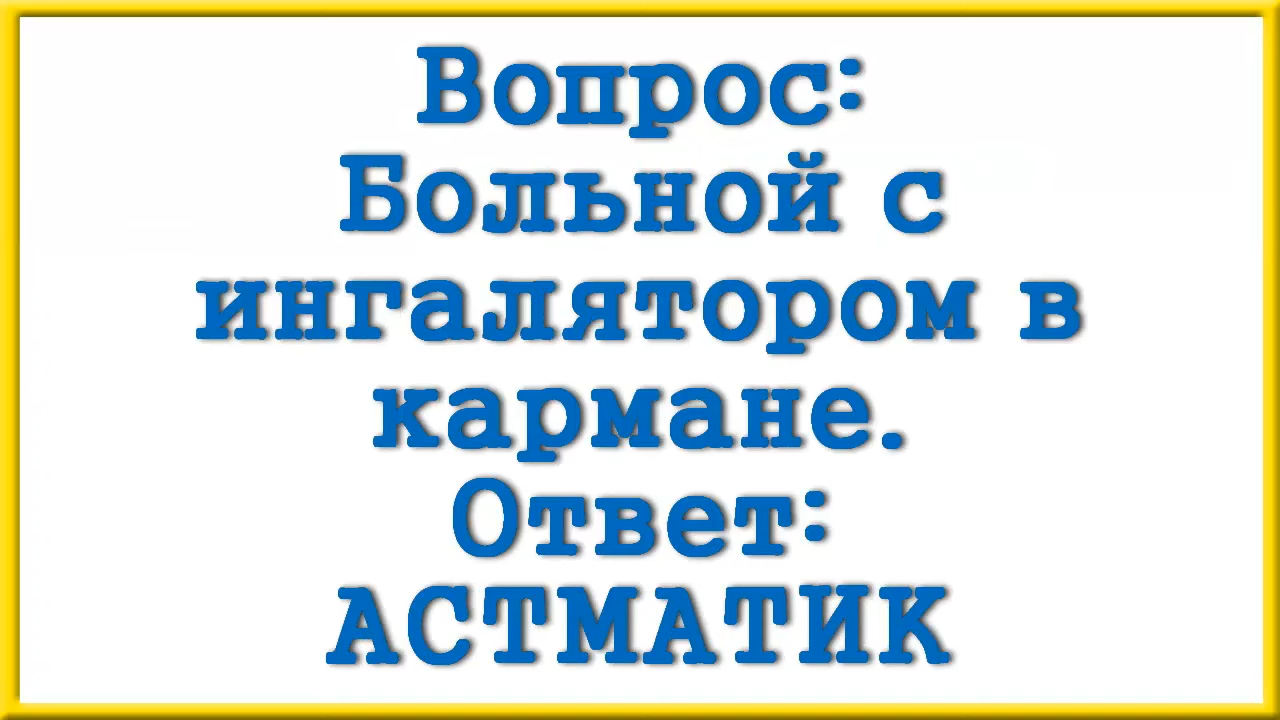 Вопрос:
Больной с
ингалятором в
кармане.
Ответ:
АСТМАТИК